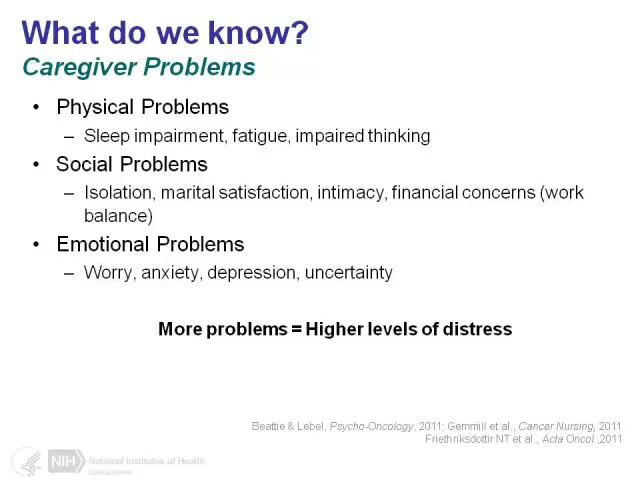 What do we know?
Caregiver Problems
• Physical Problems
– Sleep impairment, fatigue, impaired thinking
• Social Problems
– Isolation, marital satisfaction, intimacy, financial concerns (work
balance)
• Emotional Problems
– Worry, anxiety, depression, uncertainty
More problems = Higher levels of distress
Beattie & Lebel, Psycho-Oncology, 2011; Gemmill et al., Cancer Nursing, 2011
Friethriksdottir NT et al., Acta Oncol.,2011
NIH National Institutes of Health
Clinical Center